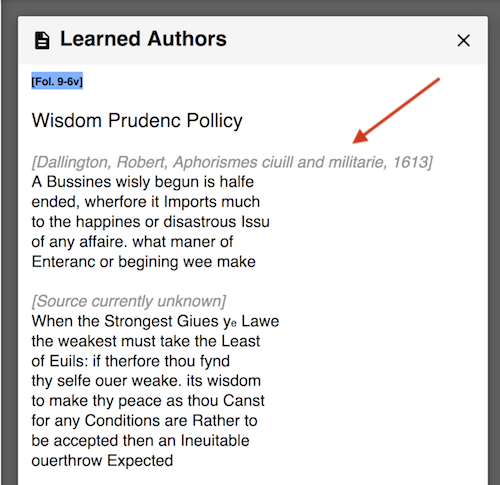 Learned Authors
[Fol. 9-6v]
Wisdom Prudenc Pollicy
[Dallington, Robert, Aphorismes ciuill and militarie, 1613]
A Bussines wisly begun is halfe
ended, wherfore it Imports much
to the happines or disastrous Issu
of any affaire. what maner of
Enteranc or begining wee make
[Source currently unknown]
When the Strongest Giues ye Lawe
the weakest must take the Least
of Euils: if therfore thou fynd
thy selfe ouer weake. its wisdom
to make thy peace as thou Canst
for any Conditions are Rather to
be accepted then an Ineuitable
ouerthrow Expected